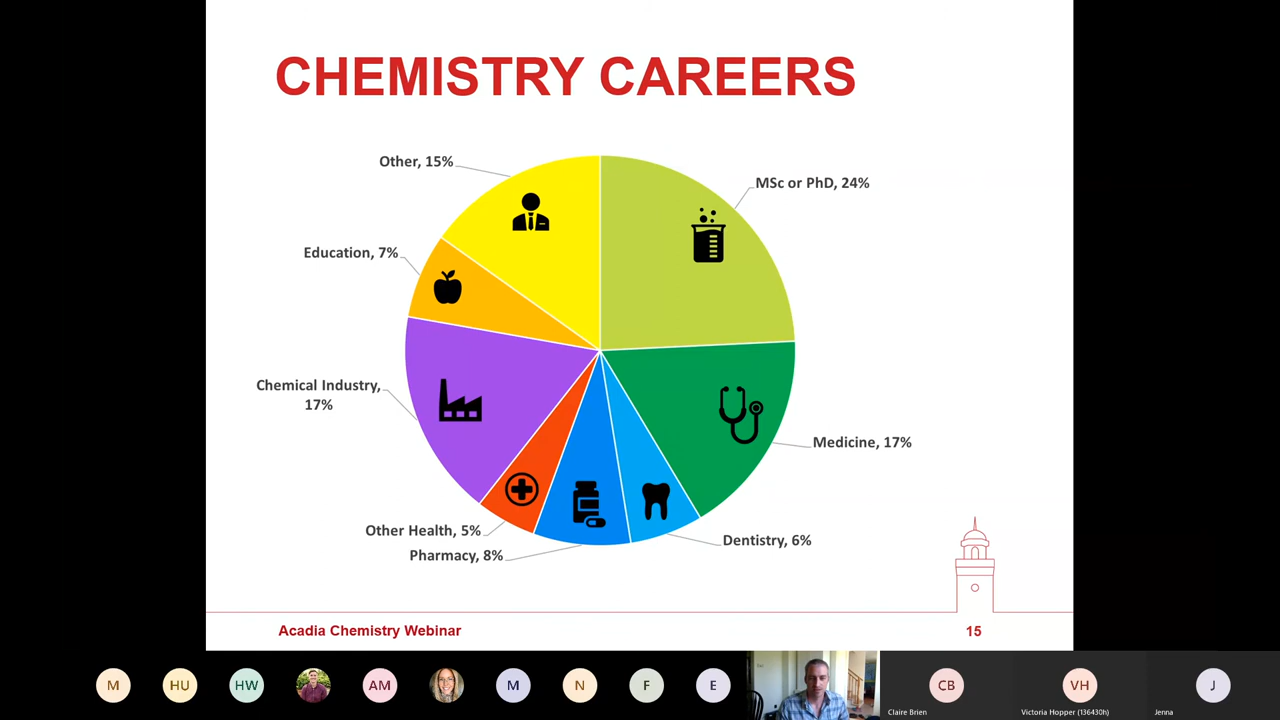 CHEMISTRY CAREERS
Other, 15%
MSc or PhD, 24%
Education, 7%
Chemical Industry,
17%
Medicine, 17%
Other Health, 5%
Dentistry, 6%
Pharmacy, 8%
Acadia Chemistry Webinar
15
M
HU
HW
AM
M
N
F
E
CB
VH
J
Claire Brien
Victoria Hopper (136430h)
Jenna